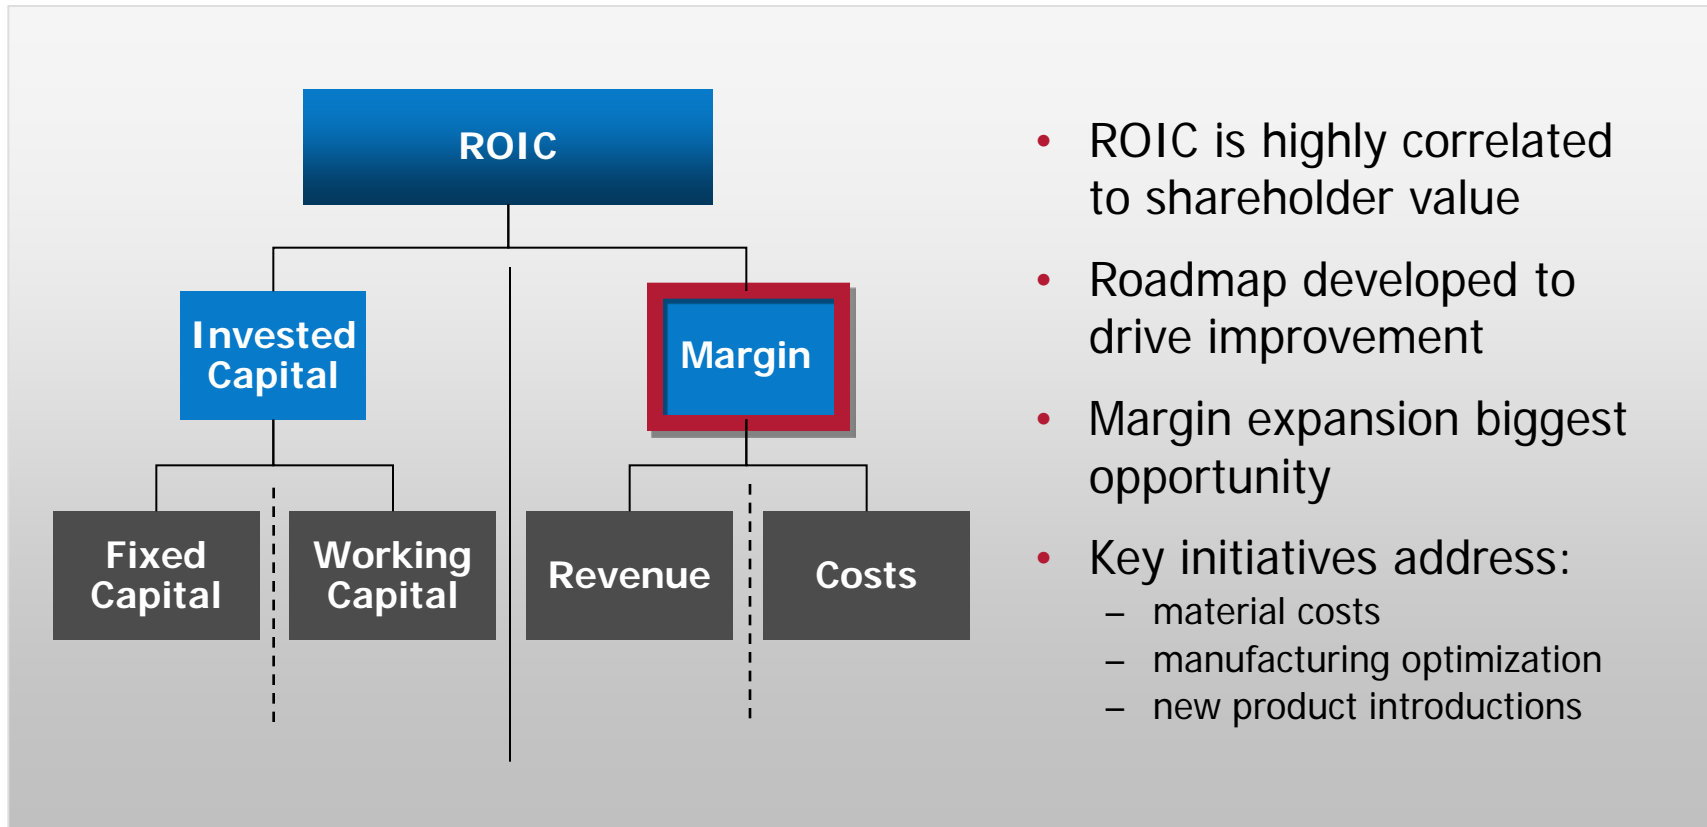 ROIC
Invested
Capital
Margin
Fixed
Capital
Working
Capital
Revenue
Costs
• ROIC is highly correlated
to shareholder value
• Roadmap developed to
drive improvement
• Margin expansion biggest
opportunity
• Key initiatives address:
– material costs
– manufacturing optimization
– new product introductions